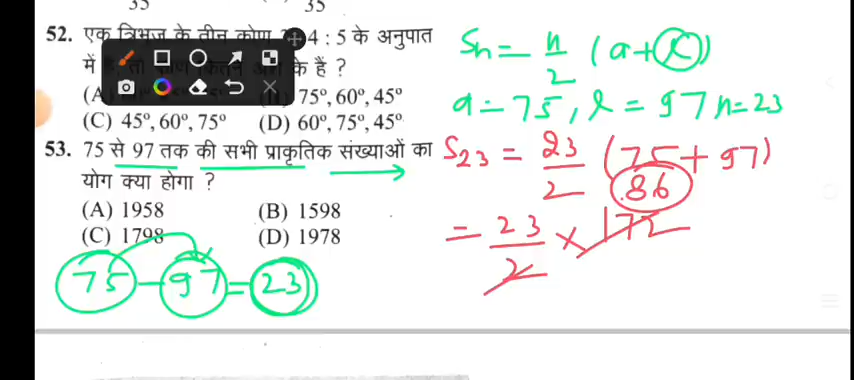 35 35
52. एक त्रिभुज के तीन कोण 4 : 5 के अनुपात
में के हैं ?
(A 75°, 60°, 45°
(C) 45°, 60°, 75° (D) 60°, 75°, 45°
53. 75 से 97 तक की सभी प्राकृतिक संख्याओं का
योग क्या होगा ?
(A) 1958 (B) 1598
(C) 1798 (D) 1978
75 - 97 = 23
Sn = n/2 (a + l)
a = 75, l = 97 n = 23
S23 = 23/2 (75 + 97)
86
= 23/2 × 172